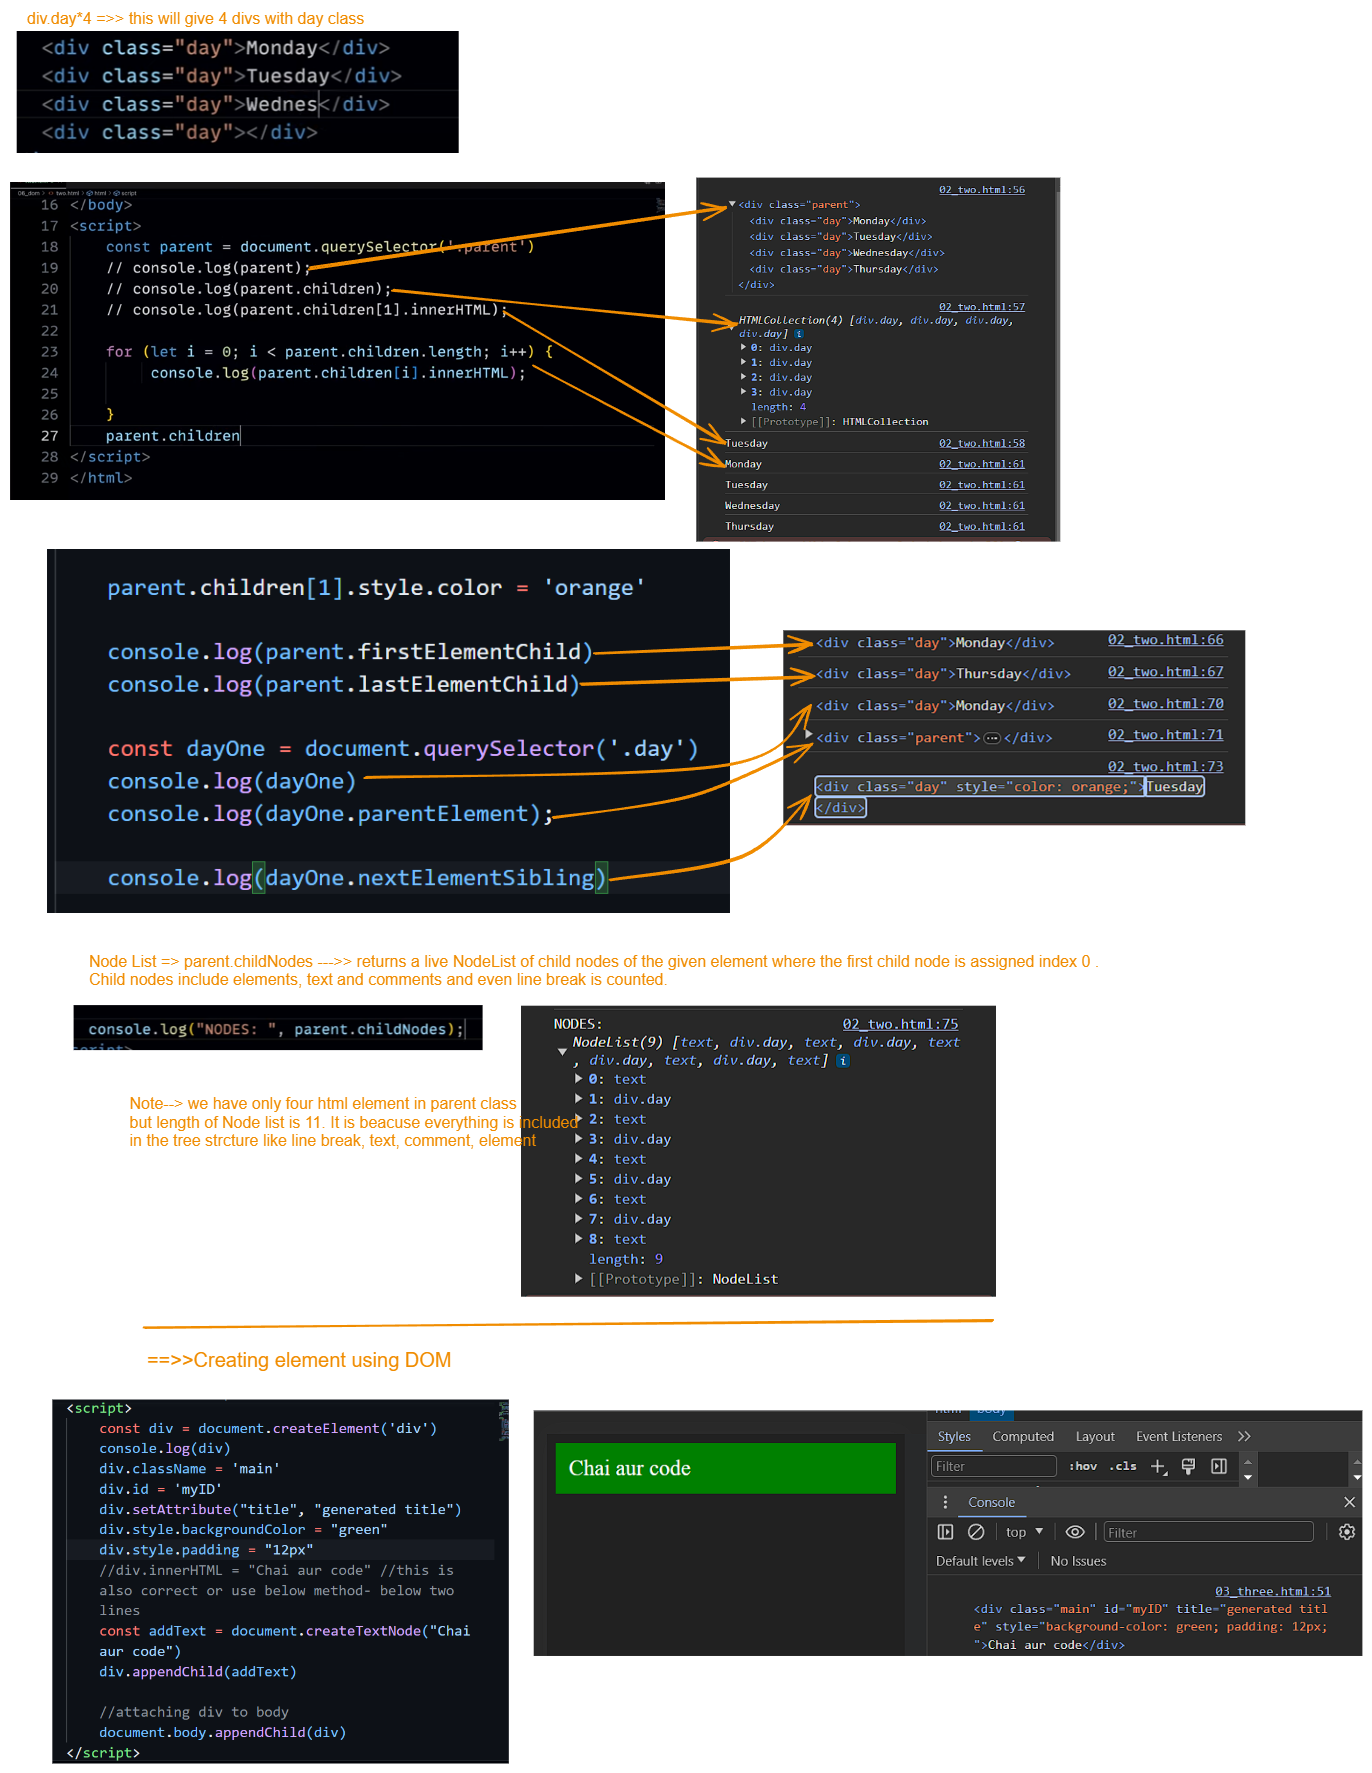 div.day*4 =>> this will give 4 divs with day class
<div class="day">Monday</div>
<div class="day">Tuesday</div>
<div class="day">Wednes</div>
<div class="day"></div>
06_dom > two.html > html > script
16 </body>
17 <script>
18 const parent = document.querySelector('.parent')
19 // console.log(parent);
20 // console.log(parent.children);
21 // console.log(parent.children[1].innerHTML);
22
23 for (let i = 0; i < parent.children.length; i++) {
24 console.log(parent.children[i].innerHTML);
25
26 }
27 parent.children
28 </script>
29 </html>
02_two.html:56
<div class="parent">
<div class="day">Monday</div>
<div class="day">Tuesday</div>
<div class="day">Wednesday</div>
<div class="day">Thursday</div>
</div>
02_two.html:57
HTMLCollection(4) [div.day, div.day, div.day,
div.day] i
0: div.day
1: div.day
2: div.day
3: div.day
length: 4
[[Prototype]]: HTMLCollection
Tuesday 02_two.html:58
Monday 02_two.html:61
Tuesday 02_two.html:61
Wednesday 02_two.html:61
Thursday 02_two.html:61
parent.children[1].style.color = 'orange'
console.log(parent.firstElementChild)
console.log(parent.lastElementChild)
const dayOne = document.querySelector('.day')
console.log(dayOne)
console.log(dayOne.parentElement);
console.log(dayOne.nextElementSibling)
<div class="day">Monday</div> 02_two.html:66
<div class="day">Thursday</div> 02_two.html:67
<div class="day">Monday</div> 02_two.html:70
<div class="parent">⋯</div> 02_two.html:71
02_two.html:73
<div class="day" style="color: orange;">Tuesday
</div>
Node List => parent.childNodes --->> returns a live NodeList of child nodes of the given element where the first child node is assigned index 0 .
Child nodes include elements, text and comments and even line break is counted.
console.log("NODES: ", parent.childNodes);
script>
NODES: 02_two.html:75
NodeList(9) [text, div.day, text, div.day, text
, div.day, text, div.day, text] i
0: text
1: div.day
2: text
3: div.day
4: text
5: div.day
6: text
7: div.day
8: text
length: 9
[[Prototype]]: NodeList
Note--> we have only four html element in parent class
but length of Node list is 11. It is beacuse everything is included
in the tree strcture like line break, text, comment, element
==>>Creating element using DOM
<script>
const div = document.createElement('div')
console.log(div)
div.className = 'main'
div.id = 'myID'
div.setAttribute("title", "generated title")
div.style.backgroundColor = "green"
div.style.padding = "12px"
//div.innerHTML = "Chai aur code" //this is
also correct or use below method- below two
lines
const addText = document.createTextNode("Chai
aur code")
div.appendChild(addText)
//attaching div to body
document.body.appendChild(div)
</script>
Chai aur code
html body
Styles Computed Layout Event Listeners >>
Filter :hov .cls +
Console
top Filter
Default levels No Issues
03_three.html:51
<div class="main" id="myID" title="generated titl
e" style="background-color: green; padding: 12px;
">Chai aur code</div>